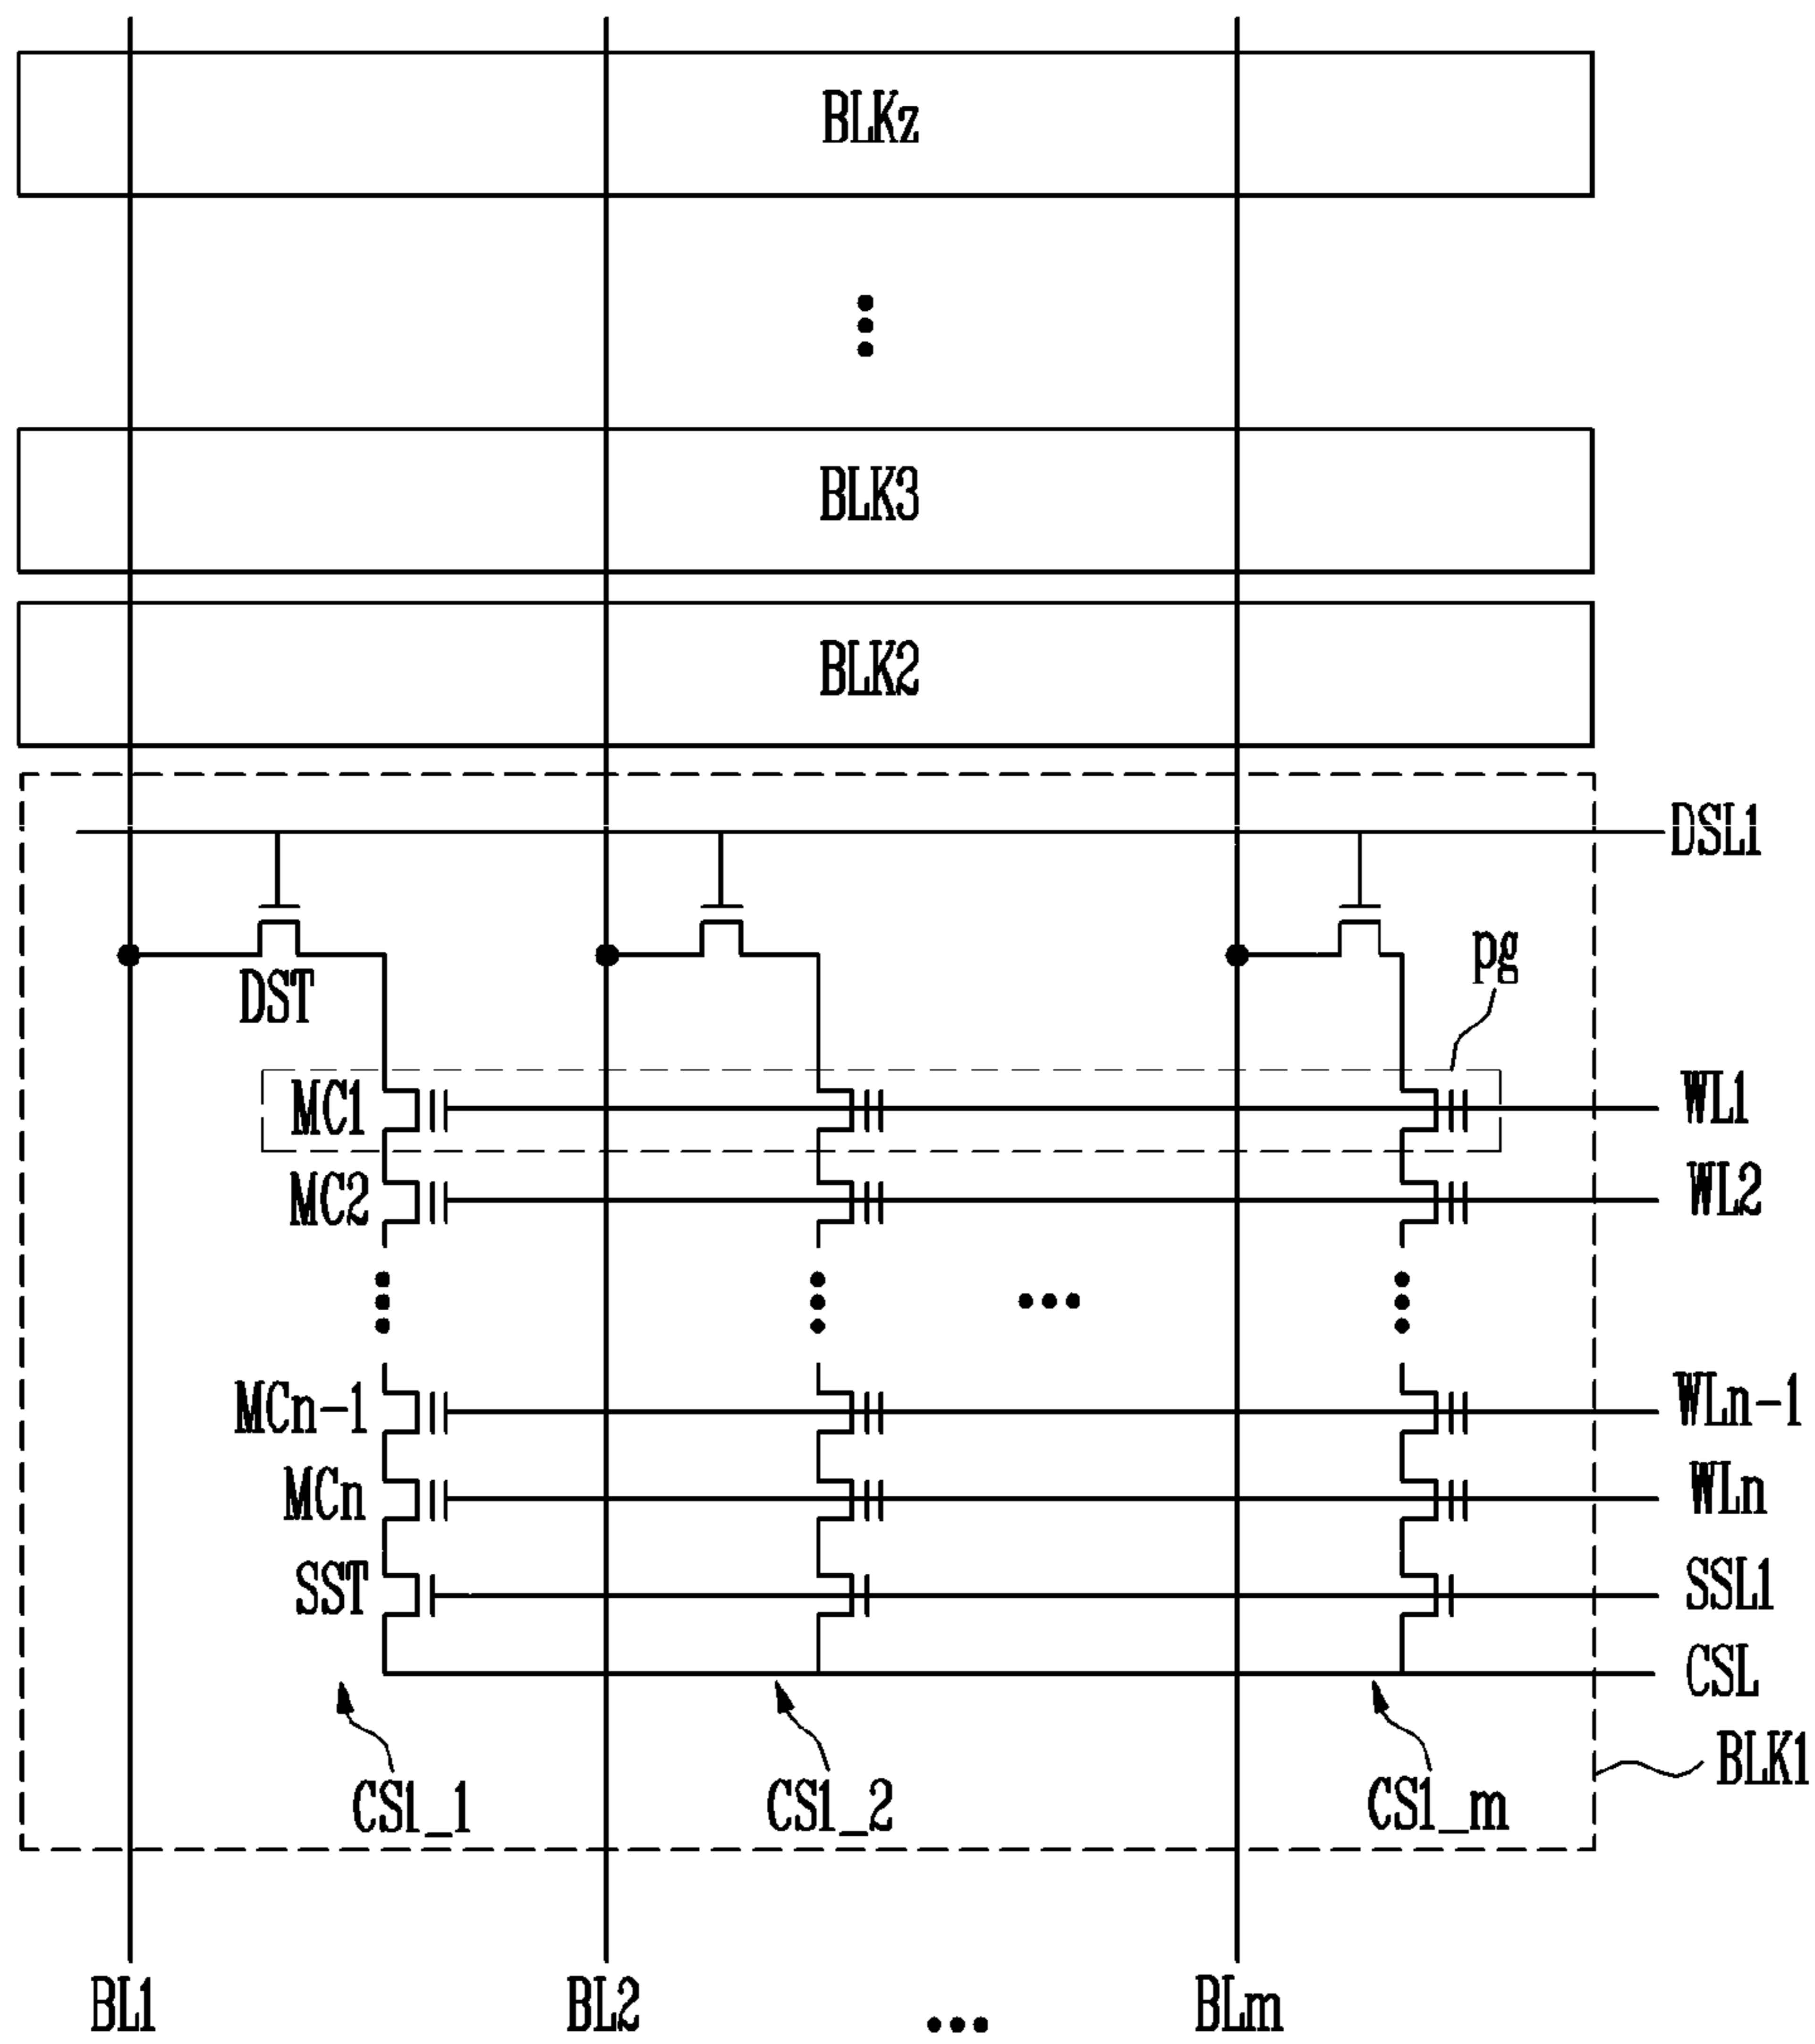 BLKz
BLK3
BLK2
DSL1
pg
DST
MC1
WL1
MC2
WL2
MCn-1
WLn-1
MCn
WLn
SST
SSL1
CSL
BLK1
CS1_1
CS1_2
CS1_m
BL1
BL2
BLm